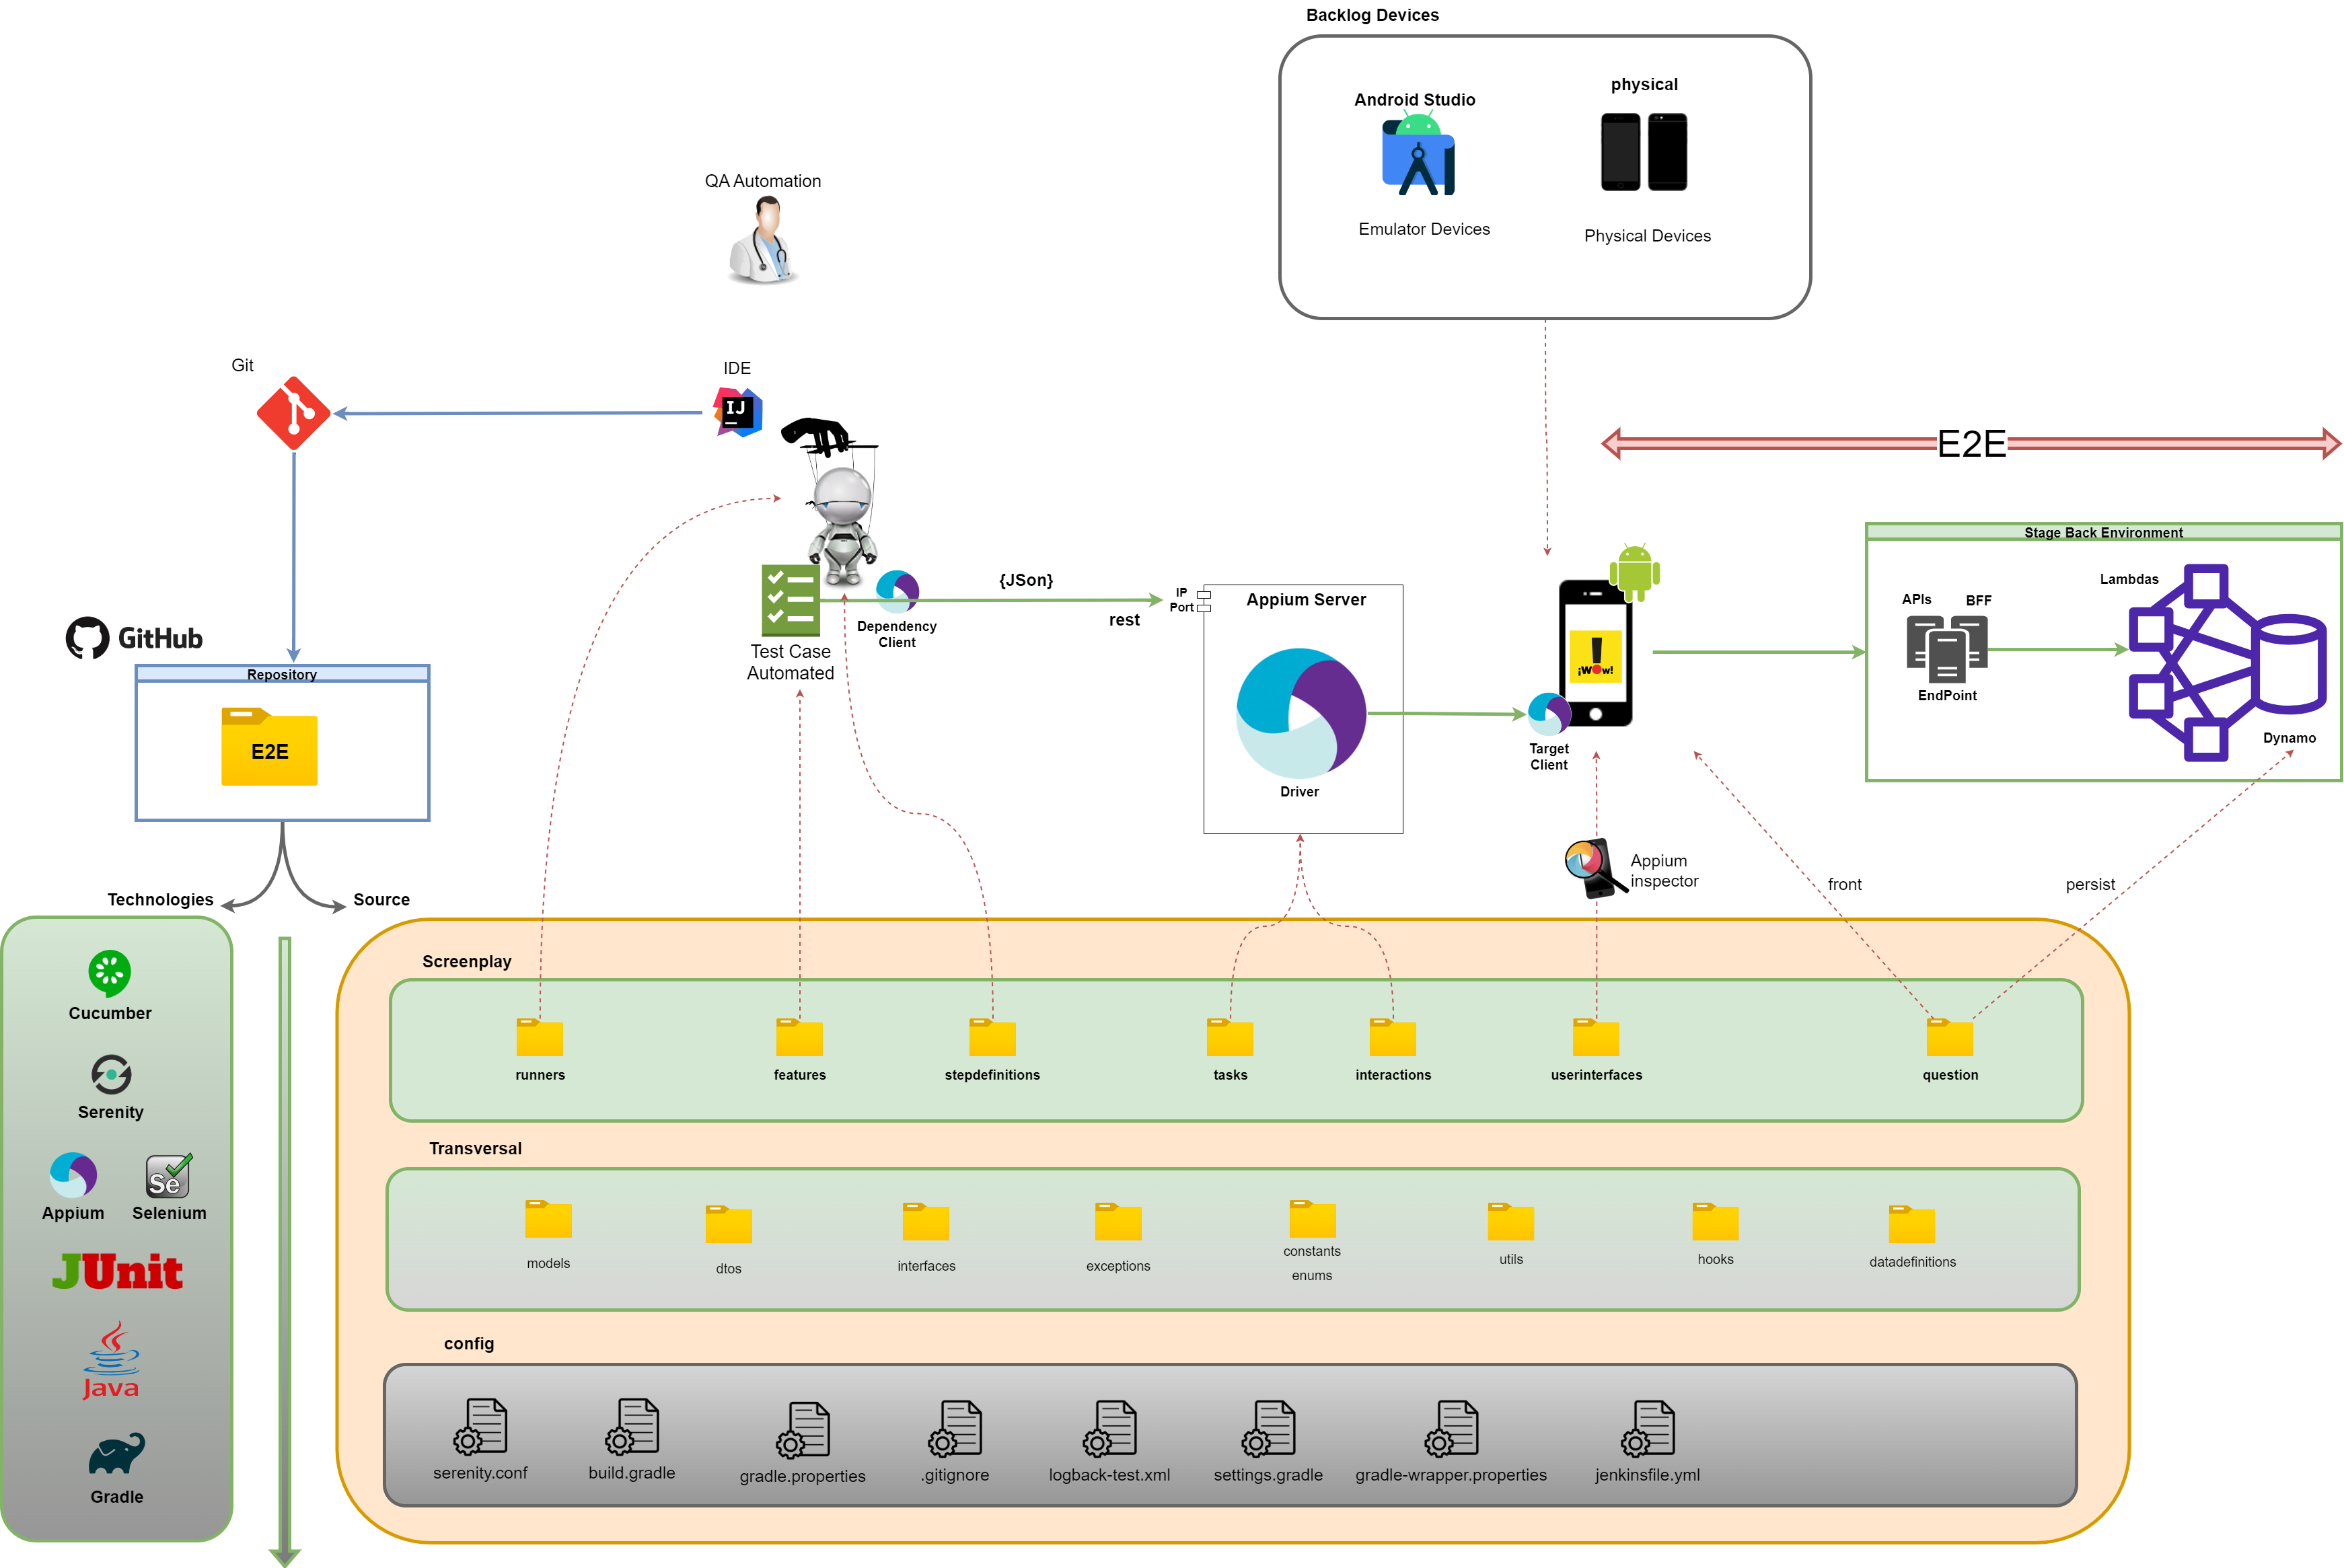 Backlog Devices
Android Studio
physical
Emulator Devices
Physical Devices
QA Automation
Git
IDE
IJ
E2E
Stage Back Environment
Lambdas
APIs
BFF
EndPoint
Dynamo
{JSon}
rest
IP
Port
Appium Server
Driver
Dependency
Client
Test Case
Automated
¡WOw!
Target
Client
GitHub
Repository
E2E
Appium
inspector
front
persist
Technologies
Source
Cucumber
Serenity
Se
Appium
Selenium
JUnit
Java
Gradle
Screenplay
runners
features
stepdefinitions
tasks
interactions
userinterfaces
question
Transversal
models
dtos
interfaces
exceptions
constants
enums
utils
hooks
datadefinitions
config
serenity.conf
build.gradle
gradle.properties
.gitignore
logback-test.xml
settings.gradle
gradle-wrapper.properties
jenkinsfile.yml